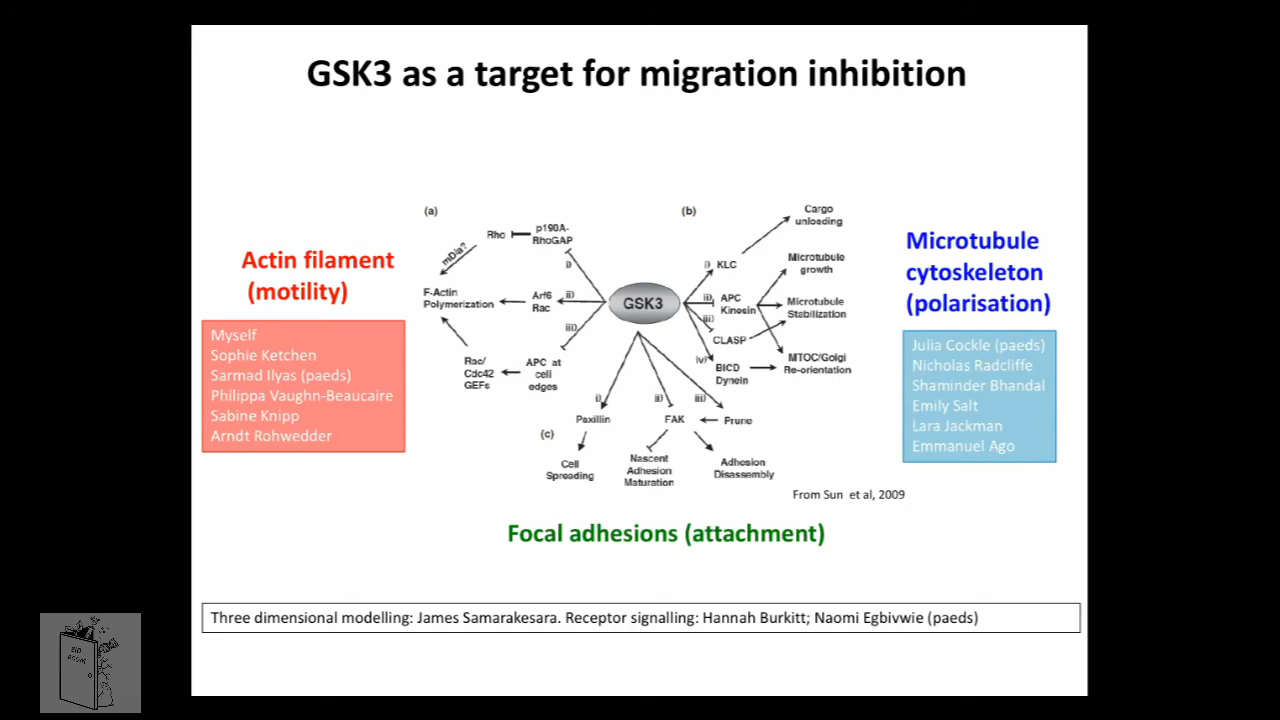 GSK3 as a target for migration inhibition
(a)
Rho
p190A-
RhoGAP
mDia?
i)
F-Actin
Polymerization
Arf6
Rac
ii)
iii)
Rac/
Cdc42
GEFs
APC at
cell
edges
GSK3
(b)
Cargo
unloading
i)
KLC
Microtubule
growth
ii)
APC
Kinesin
Microtubule
Stabilization
iii)
CLASP
iv)
BICD
Dynein
MTOC/Golgi
Re-orientation
i)
ii)
iii)
Paxillin
FAK
Prune
(c)
Cell
Spreading
Nascent
Adhesion
Maturation
Adhesion
Disassembly
From Sun et al, 2009
Actin filament
(motility)
Myself
Sophie Ketchen
Sarmad Ilyas (paeds)
Philippa Vaughn-Beaucaire
Sabine Knipp
Arndt Rohwedder
Microtubule
cytoskeleton
(polarisation)
Julia Cockle (paeds)
Nicholas Radcliffe
Shaminder Bhandal
Emily Salt
Lara Jackman
Emmanuel Ago
Focal adhesions (attachment)
Three dimensional modelling: James Samarakesara. Receptor signalling: Hannah Burkitt; Naomi Egbivwie (paeds)
ROOM